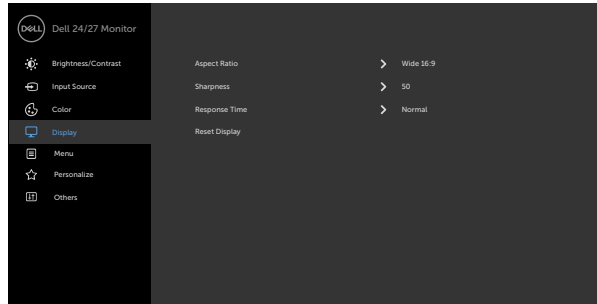 DELL Dell 24/27 Monitor
Brightness/Contrast
Input Source
Color
Display
Menu
Personalize
Others
Aspect Ratio Wide 16:9
Sharpness 50
Response Time Normal
Reset Display